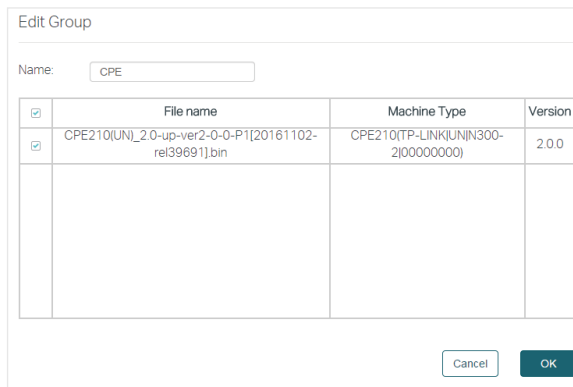 Edit Group
Name: CPE
File name Machine Type Version
CPE210(UN)_2.0-up-ver2-0-0-P1[20161102-
rel39691].bin
CPE210(TP-LINK|UN|N300-
2|00000000)
2.0.0
Cancel OK